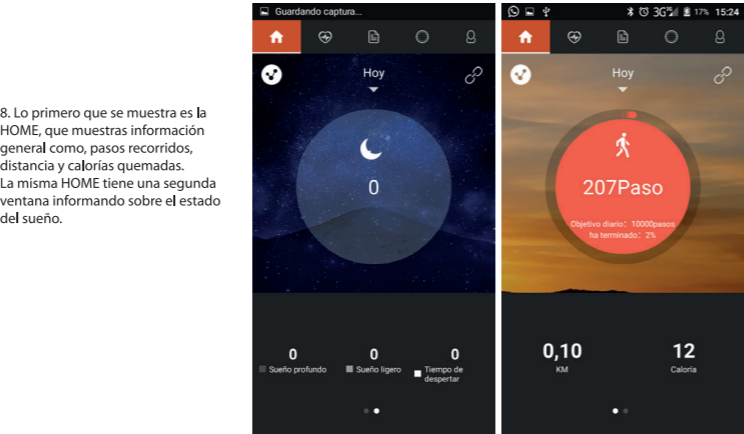 8. Lo primero que se muestra es la
HOME, que muestras información
general como, pasos recorridos,
distancia y calorías quemadas.
La misma HOME tiene una segunda
ventana informando sobre el estado
del sueño.
Guardando captura...
Hoy
0
0
0
0
Sueño profundo
Sueño ligero
Tiempo de
despertar
3G
17%
15:24
Hoy
207Paso
Objetivo diario: 10000pasos
ha terminado: 2%
0,10
12
KM
Caloría